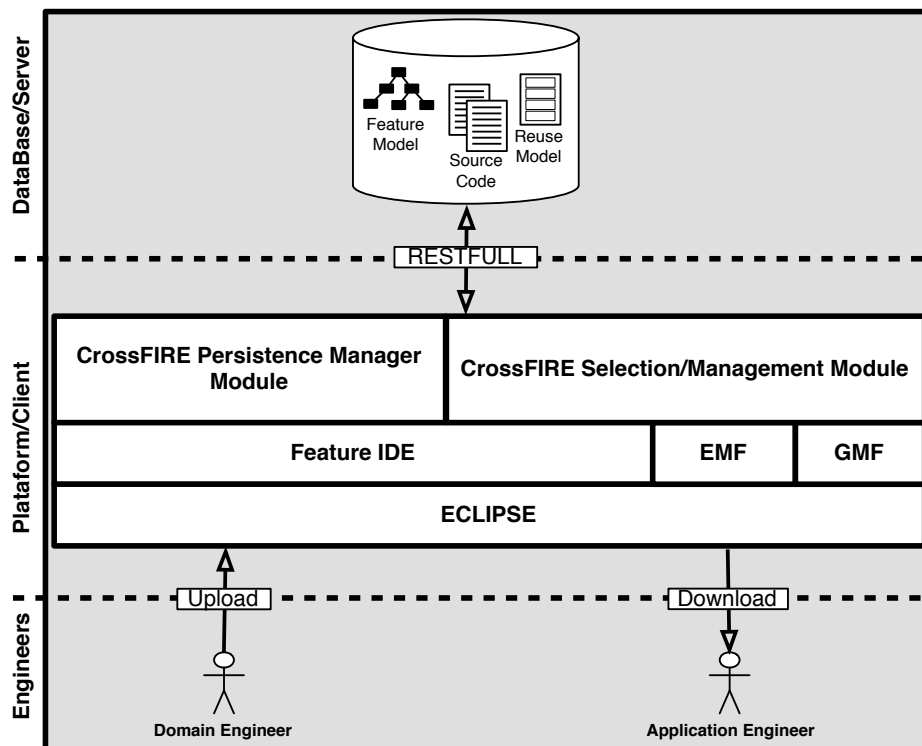 DataBase/Server
Feature
Model
Source
Code
Reuse
Model
RESTFULL
Plataform/Client
CrossFIRE Persistence Manager
Module
CrossFIRE Selection/Management Module
Feature IDE
EMF
GMF
ECLIPSE
Upload
Download
Engineers
Domain Engineer
Application Engineer